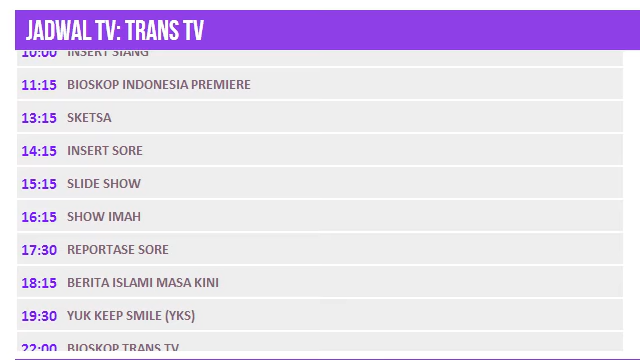 JADWAL TV: TRANS TV
10:00 INSERT SIANG
11:15 BIOSKOP INDONESIA PREMIERE
13:15 SKETSA
14:15 INSERT SORE
15:15 SLIDE SHOW
16:15 SHOW IMAH
17:30 REPORTASE SORE
18:15 BERITA ISLAMI MASA KINI
19:30 YUK KEEP SMILE (YKS)
22:00 BIOSKOP TRANS TV